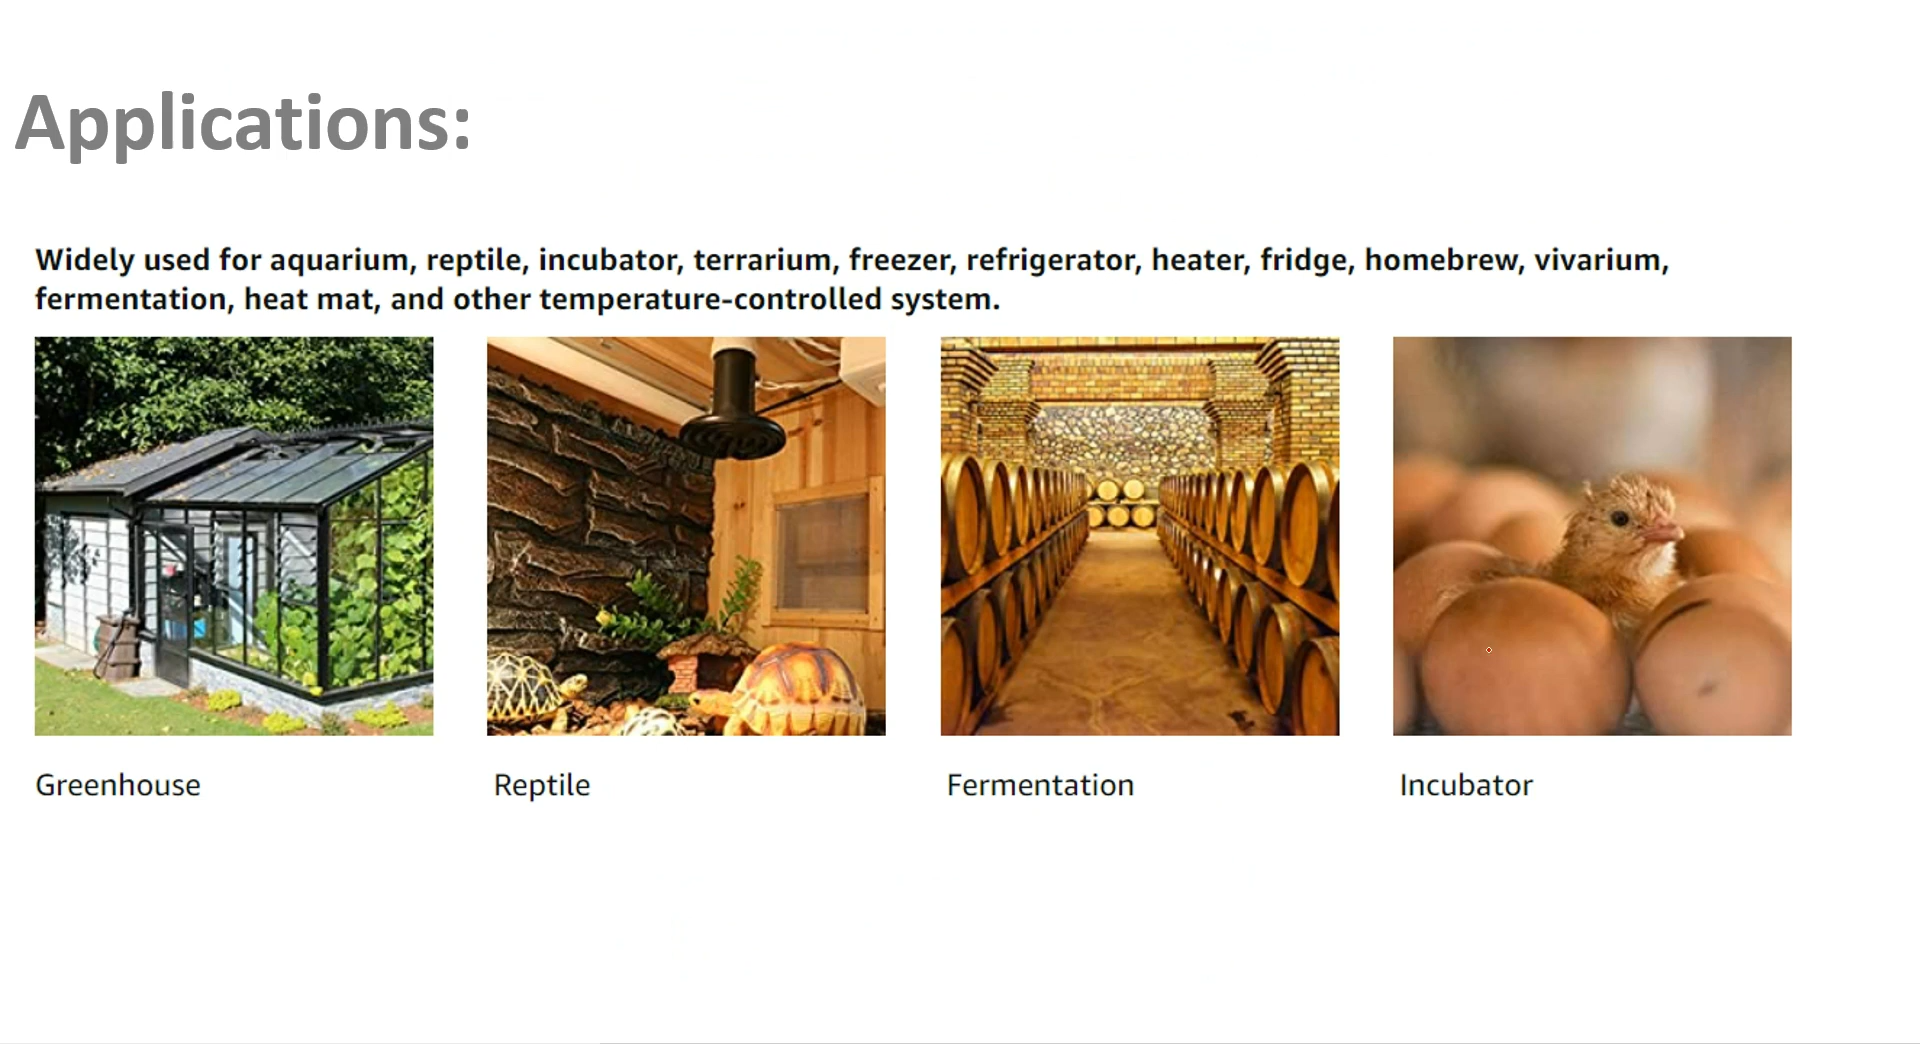 Applications:
Widely used for aquarium, reptile, incubator, terrarium, freezer, refrigerator, heater, fridge, homebrew, vivarium,
fermentation, heat mat, and other temperature-controlled system.
Greenhouse
Reptile
Fermentation
Incubator